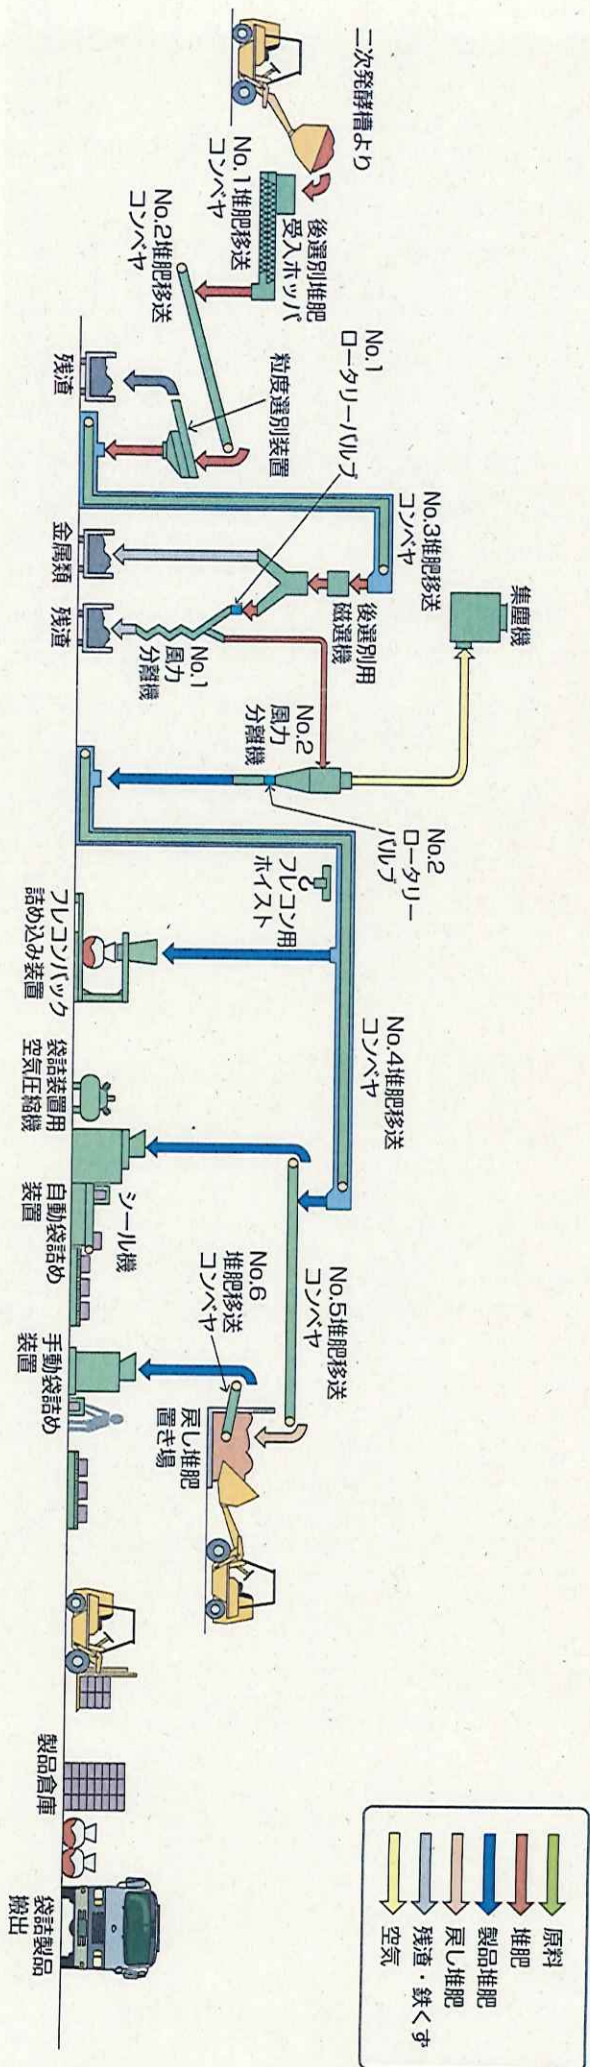 二次発酵槽より
後選別堆肥
受入ホッパ
No.1堆肥移送
コンベヤ
No.2堆肥移送
コンベヤ
No.1
ロータリーバルブ
粒度選別装置
残渣
No.3堆肥移送
コンベヤ
後選別用
磁選機
金属類
残渣
No.1
風力
分離機
集塵機
No.2
風力
分離機
No.2
ロータリー
バルブ
フレコン用
ホイスト
フレコンバック
詰め込み装置
No.4堆肥移送
コンベヤ
袋詰装置用
空気圧縮機
シール機
自動袋詰め
装置
No.5堆肥移送
コンベヤ
No.6
堆肥移送
コンベヤ
戻し堆肥
置き場
手動袋詰め
装置
製品倉庫
袋詰製品
搬出
原料
堆肥
製品堆肥
戻し堆肥
残渣・鉄くず
空気